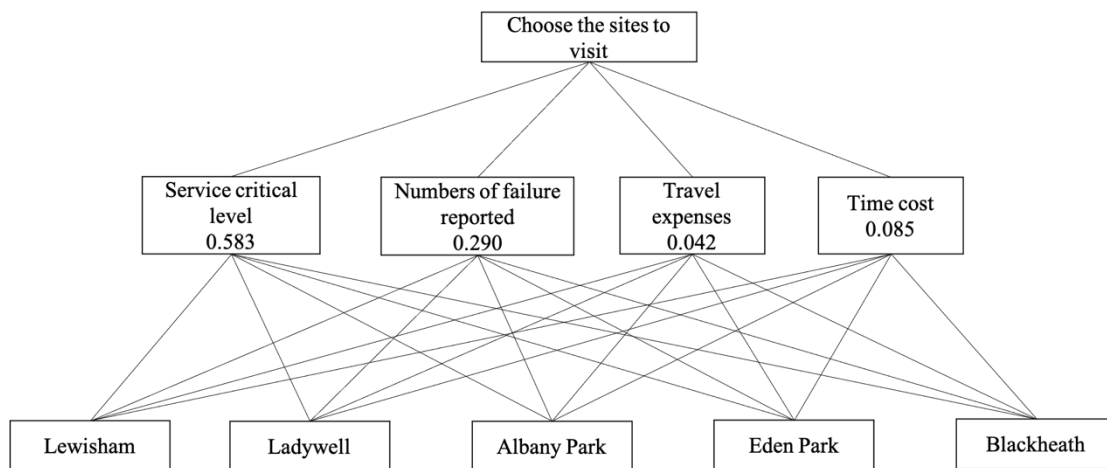 Choose the sites to
visit
Service critical
level
0.583
Numbers of failure
reported
0.290
Travel
expenses
0.042
Time cost
0.085
Lewisham
Ladywell
Albany Park
Eden Park
Blackheath